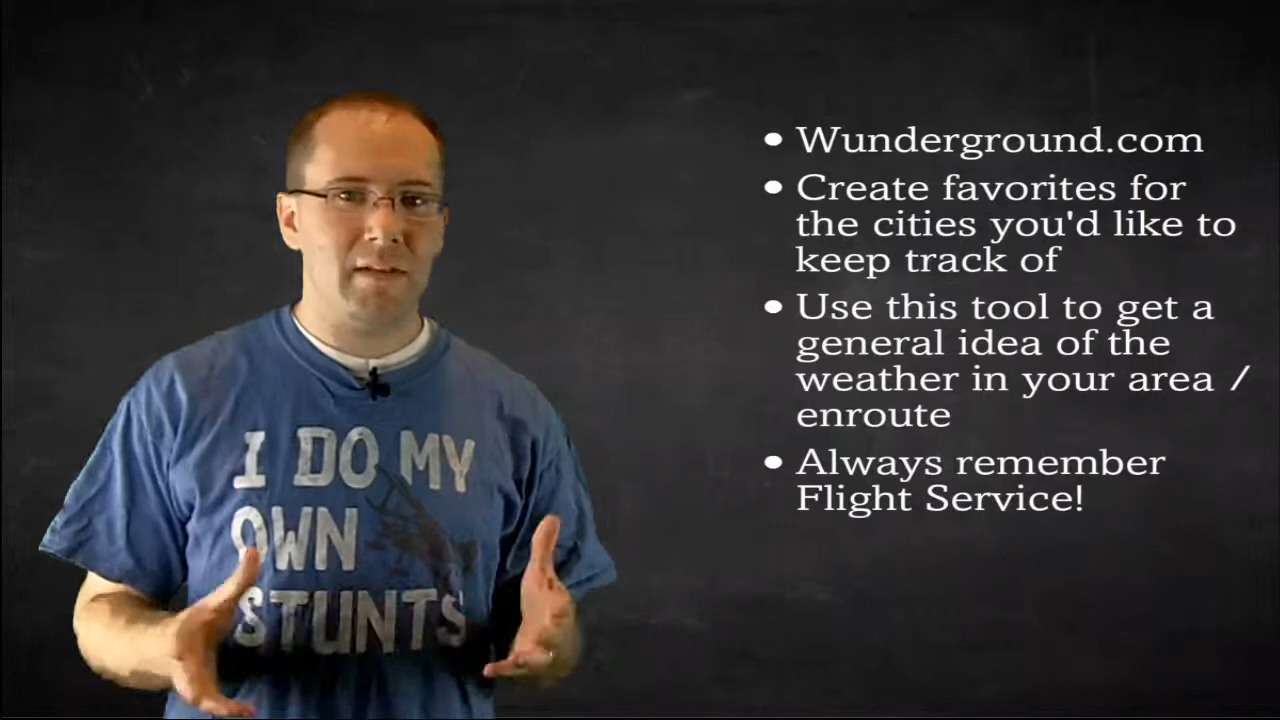 I DO MY
OWN
STUNTS
• Wunderground.com
• Create favorites for
the cities you'd like to
keep track of
• Use this tool to get a
general idea of the
weather in your area /
enroute
• Always remember
Flight Service!